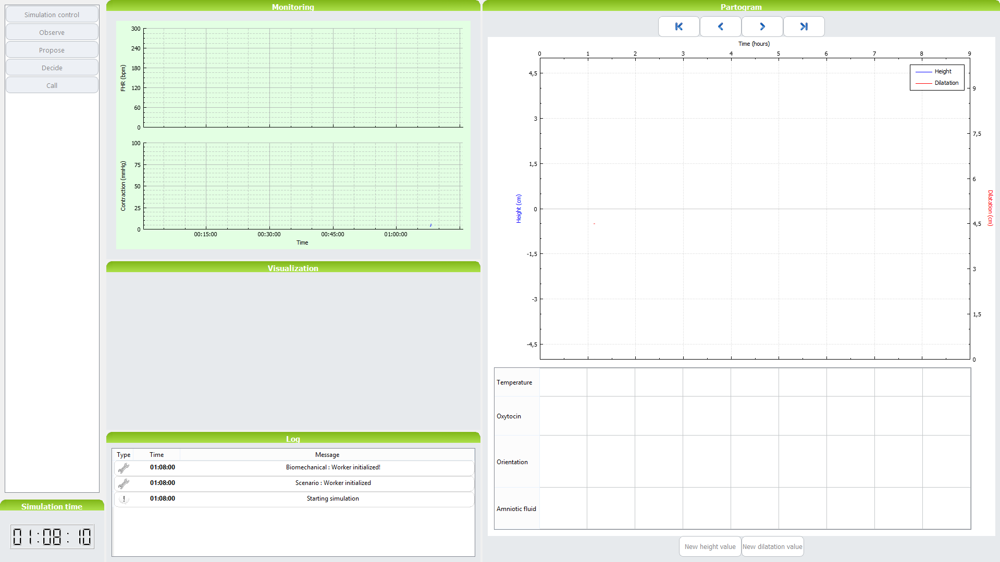 Simulation control
Observe
Propose
Decide
Call
Simulation time
01:08:10
Monitoring
300
240
180
120
60
0
FHR (bpm)
100
75
50
25
0
Contraction (mmHg)
00:15:00 00:30:00 00:45:00 01:00:00
Time
Visualization
Log
Type Time Message
01:08:00 Biomechanical : Worker initialized!
01:08:00 Scenario : Worker initialized
! 01:08:00 Starting simulation
Partogram
Time (hours)
0 1 2 3 4 5 6 7 8 9
Height
Dilatation
4,5
3
1,5
0
-1,5
-3
-4,5
Height (cm)
9
7,5
6
4,5
3
1,5
0
Dilatation (cm)
Temperature
Oxytocin
Orientation
Amniotic fluid
New height value New dilatation value